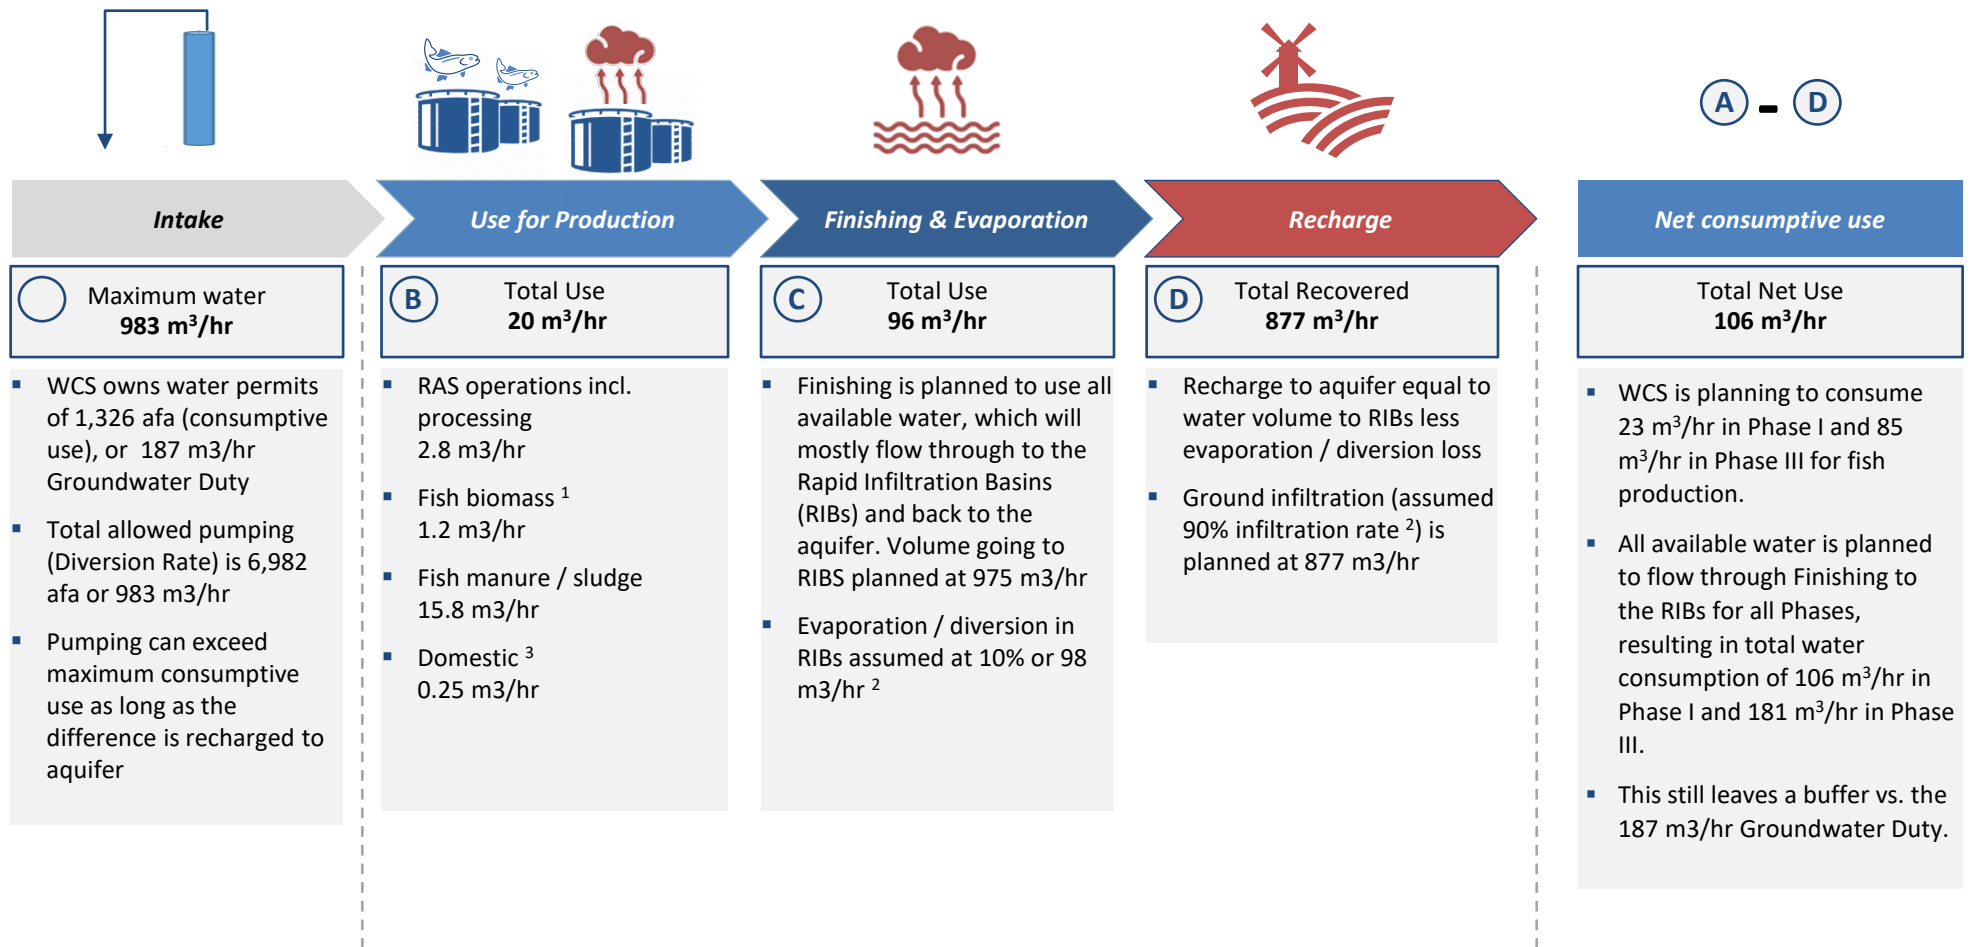 A - D
Intake
Use for Production
Finishing & Evaporation
Recharge
Net consumptive use
Maximum water
983 m³/hr
WCS owns water permits
of 1,326 afa (consumptive
use), or 187 m3/hr
Groundwater Duty
Total allowed pumping
(Diversion Rate) is 6,982
afa or 983 m3/hr
Pumping can exceed
maximum consumptive
use as long as the
difference is recharged to
aquifer
B
Total Use
20 m³/hr
RAS operations incl.
processing
2.8 m3/hr
Fish biomass ¹
1.2 m3/hr
Fish manure / sludge
15.8 m3/hr
Domestic ³
0.25 m3/hr
C
Total Use
96 m³/hr
Finishing is planned to use all
available water, which will
mostly flow through to the
Rapid Infiltration Basins
(RIBs) and back to the
aquifer. Volume going to
RIBS planned at 975 m3/hr
Evaporation / diversion in
RIBs assumed at 10% or 98
m3/hr ²
D
Total Recovered
877 m³/hr
Recharge to aquifer equal to
water volume to RIBs less
evaporation / diversion loss
Ground infiltration (assumed
90% infiltration rate ²) is
planned at 877 m3/hr
Total Net Use
106 m³/hr
WCS is planning to consume
23 m³/hr in Phase I and 85
m³/hr in Phase III for fish
production.
All available water is planned
to flow through Finishing to
the RIBs for all Phases,
resulting in total water
consumption of 106 m³/hr in
Phase I and 181 m³/hr in Phase
III.
This still leaves a buffer vs. the
187 m3/hr Groundwater Duty.